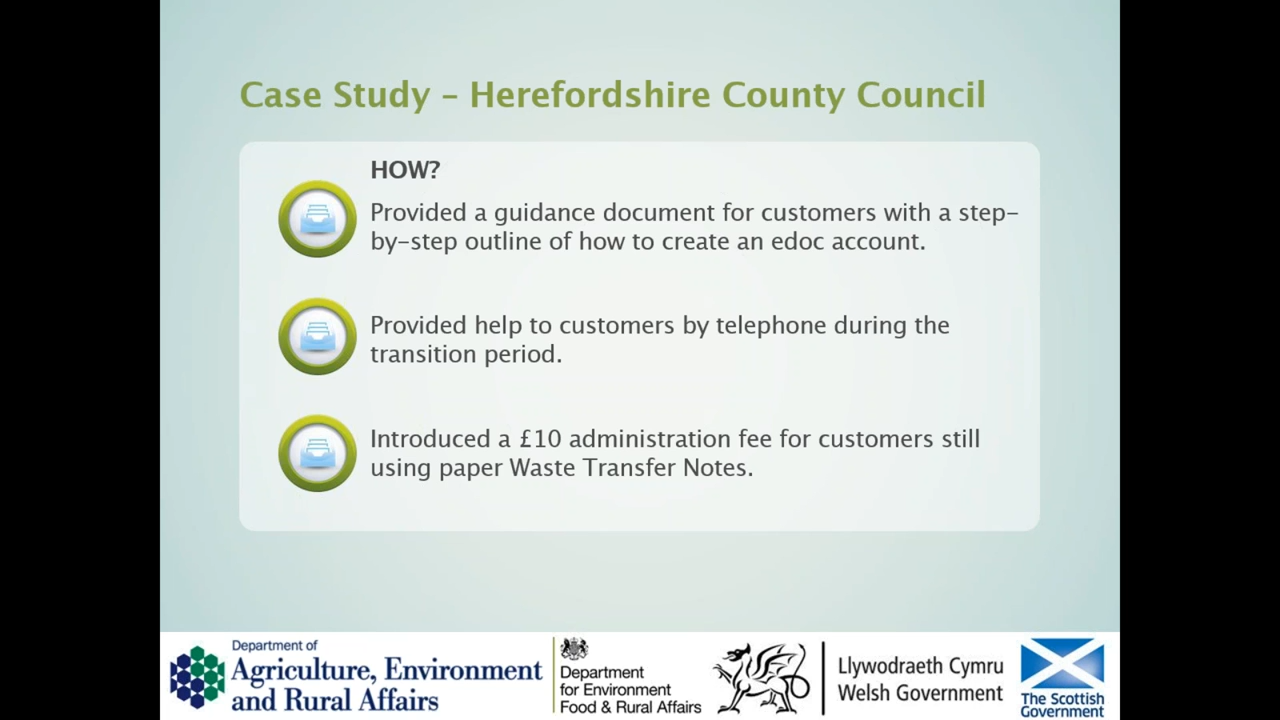 Case Study – Herefordshire County Council
HOW?
Provided a guidance document for customers with a step–
by–step outline of how to create an edoc account.
Provided help to customers by telephone during the
transition period.
Introduced a £10 administration fee for customers still
using paper Waste Transfer Notes.
Department of
Agriculture, Environment
and Rural Affairs
Department
for Environment
Food & Rural Affairs
Llywodraeth Cymru
Welsh Government
The Scottish
Government